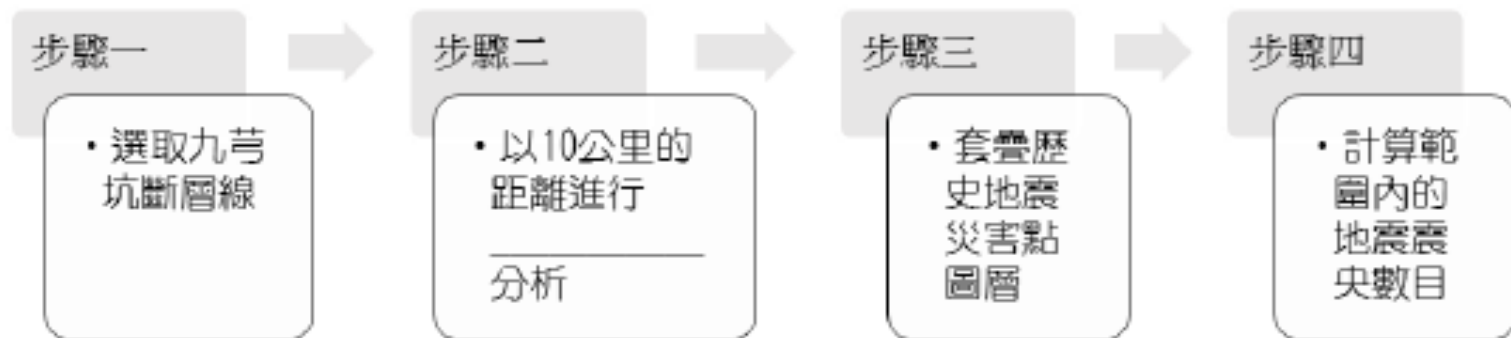 步驟一
• 選取九芎
坑斷層線
步驟二
• 以10公里的
距離進行
____________
分析
步驟三
• 套疊歷
史地震
災害點
圖層
步驟四
• 計算範
圍內的
地震震
央數目